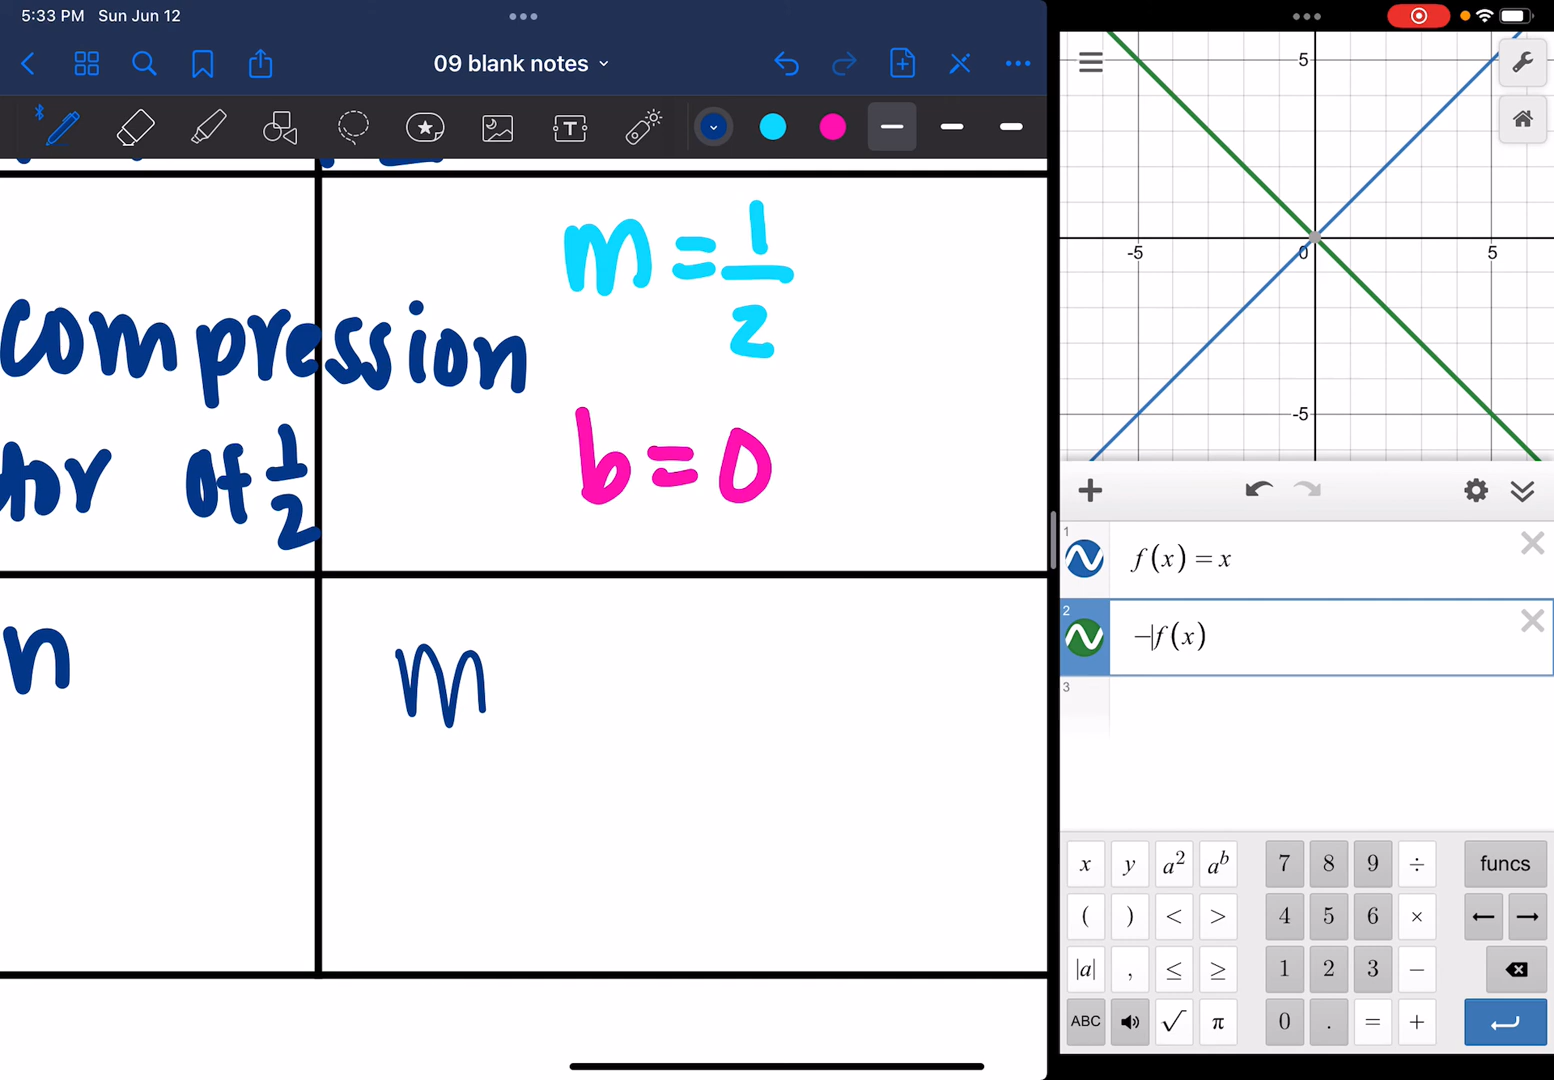 5:33 PM Sun Jun 12
09 blank notes
T
m = 1/2
compression
b = 0
of 1/2
n
m
5
-5
0
5
-5
1
f(x) = x
2
-f(x)
3
x y a² aᵇ 7 8 9 ÷ funcs
( ) < > 4 5 6 × ← →
|a| , ≤ ≥ 1 2 3 −
ABC √ π 0 . = +